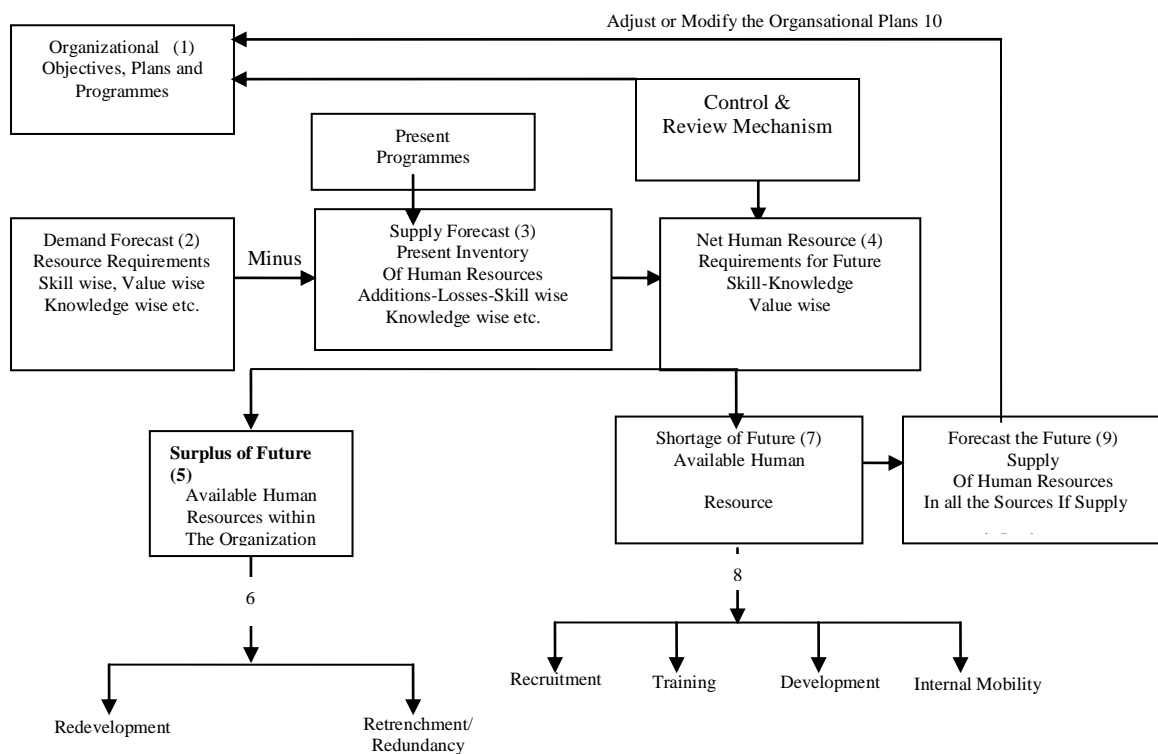 Adjust or Modify the Organsational Plans 10
Organizational (1)
Objectives, Plans and
Programmes
Control &
Review Mechanism
Present
Programmes
Demand Forecast (2)
Resource Requirements
Skill wise, Value wise
Knowledge wise etc.
Minus
Supply Forecast (3)
Present Inventory
Of Human Resources
Additions-Losses-Skill wise
Knowledge wise etc.
Net Human Resource (4)
Requirements for Future
Skill-Knowledge
Value wise
Surplus of Future
(5)
Available Human
Resources within
The Organization
Shortage of Future (7)
Available Human
Resource
Forecast the Future (9)
Supply
Of Human Resources
In all the Sources If Supply
6
8
Redevelopment
Retrenchment/
Redundancy
Recruitment
Training
Development
Internal Mobility